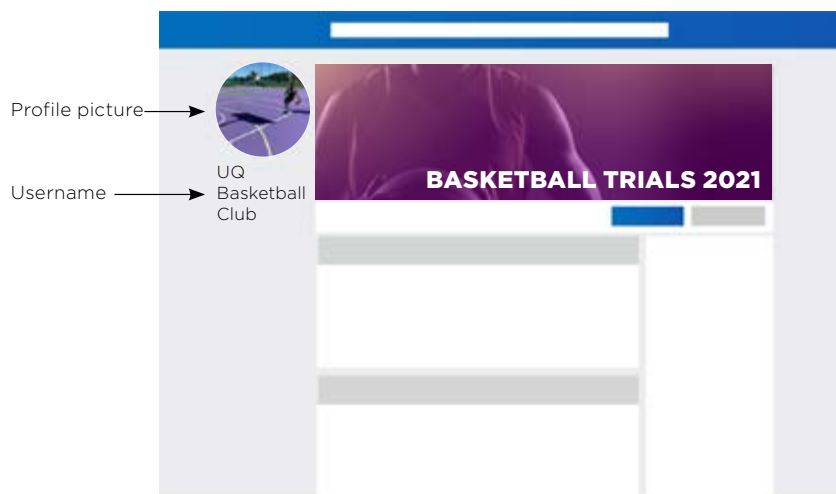 Profile picture
Username
UQ
Basketball
Club
BASKETBALL TRIALS 2021